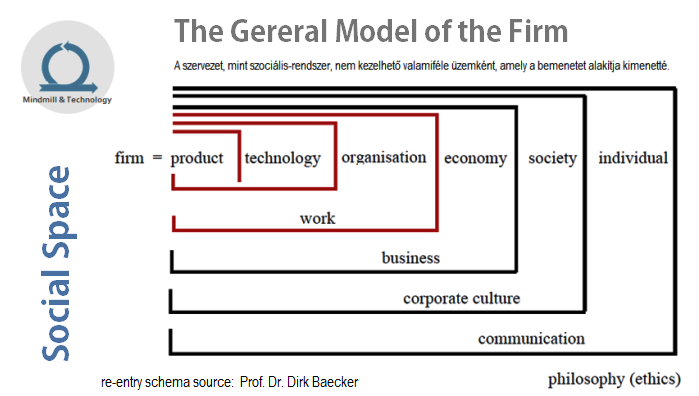 The Gereral Model of the Firm
A szervezet, mint szociális-rendszer, nem kezelhető valamiféle üzemként, amely a bemenetet alakítja kimenetté.
Mindmill & Technology
Social Space
firm = product technology organisation economy society individual
work
business
corporate culture
communication
philosophy (ethics)
re-entry schema source: Prof. Dr. Dirk Baecker